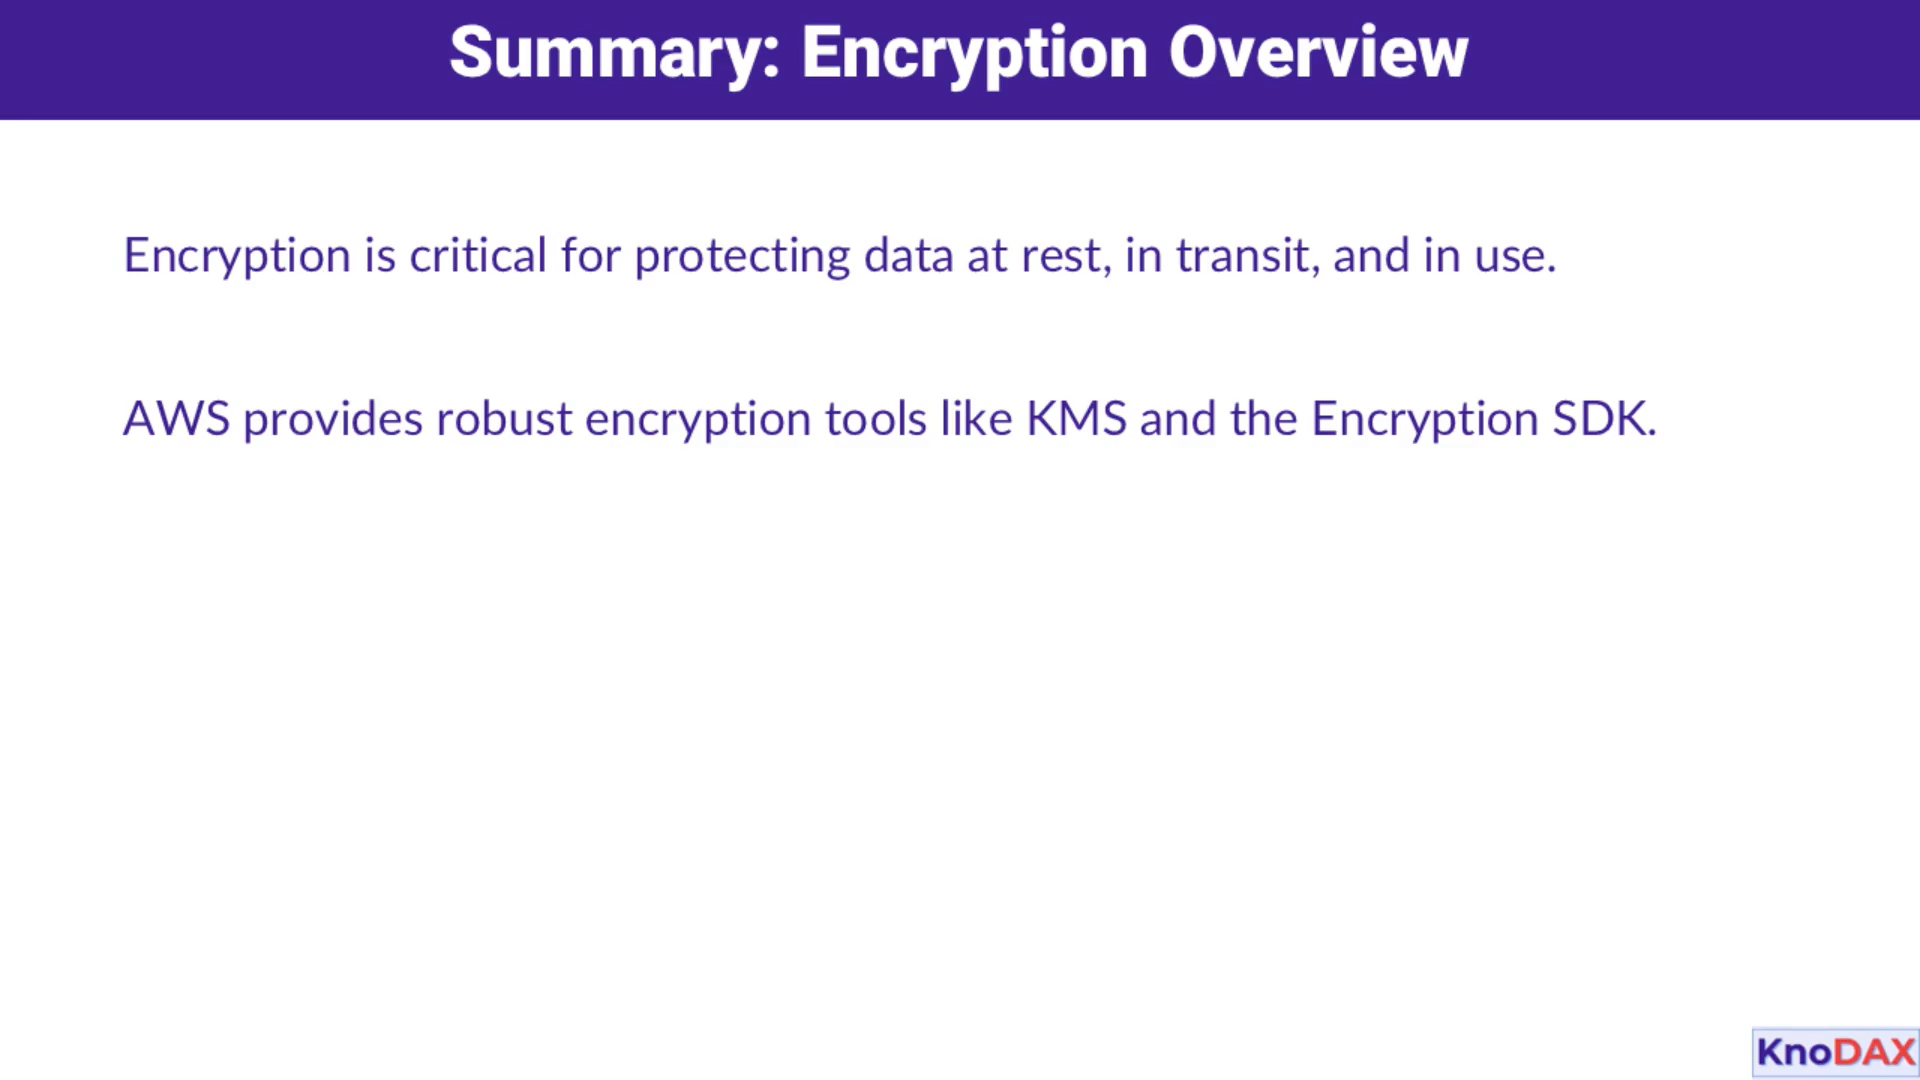 Summary: Encryption Overview
Encryption is critical for protecting data at rest, in transit, and in use.
AWS provides robust encryption tools like KMS and the Encryption SDK.
KnoDAX